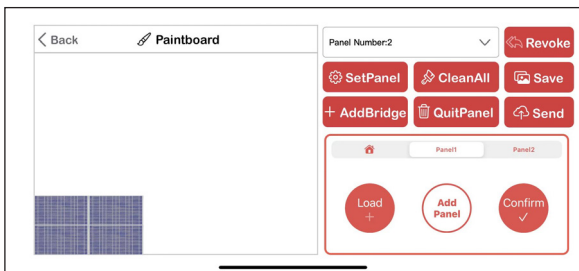 Back
Paintboard
Panel Number:2
Revoke
SetPanel
CleanAll
Save
+ AddBridge
QuitPanel
Send
Panel1
Panel2
Load
+
Add
Panel
Confirm